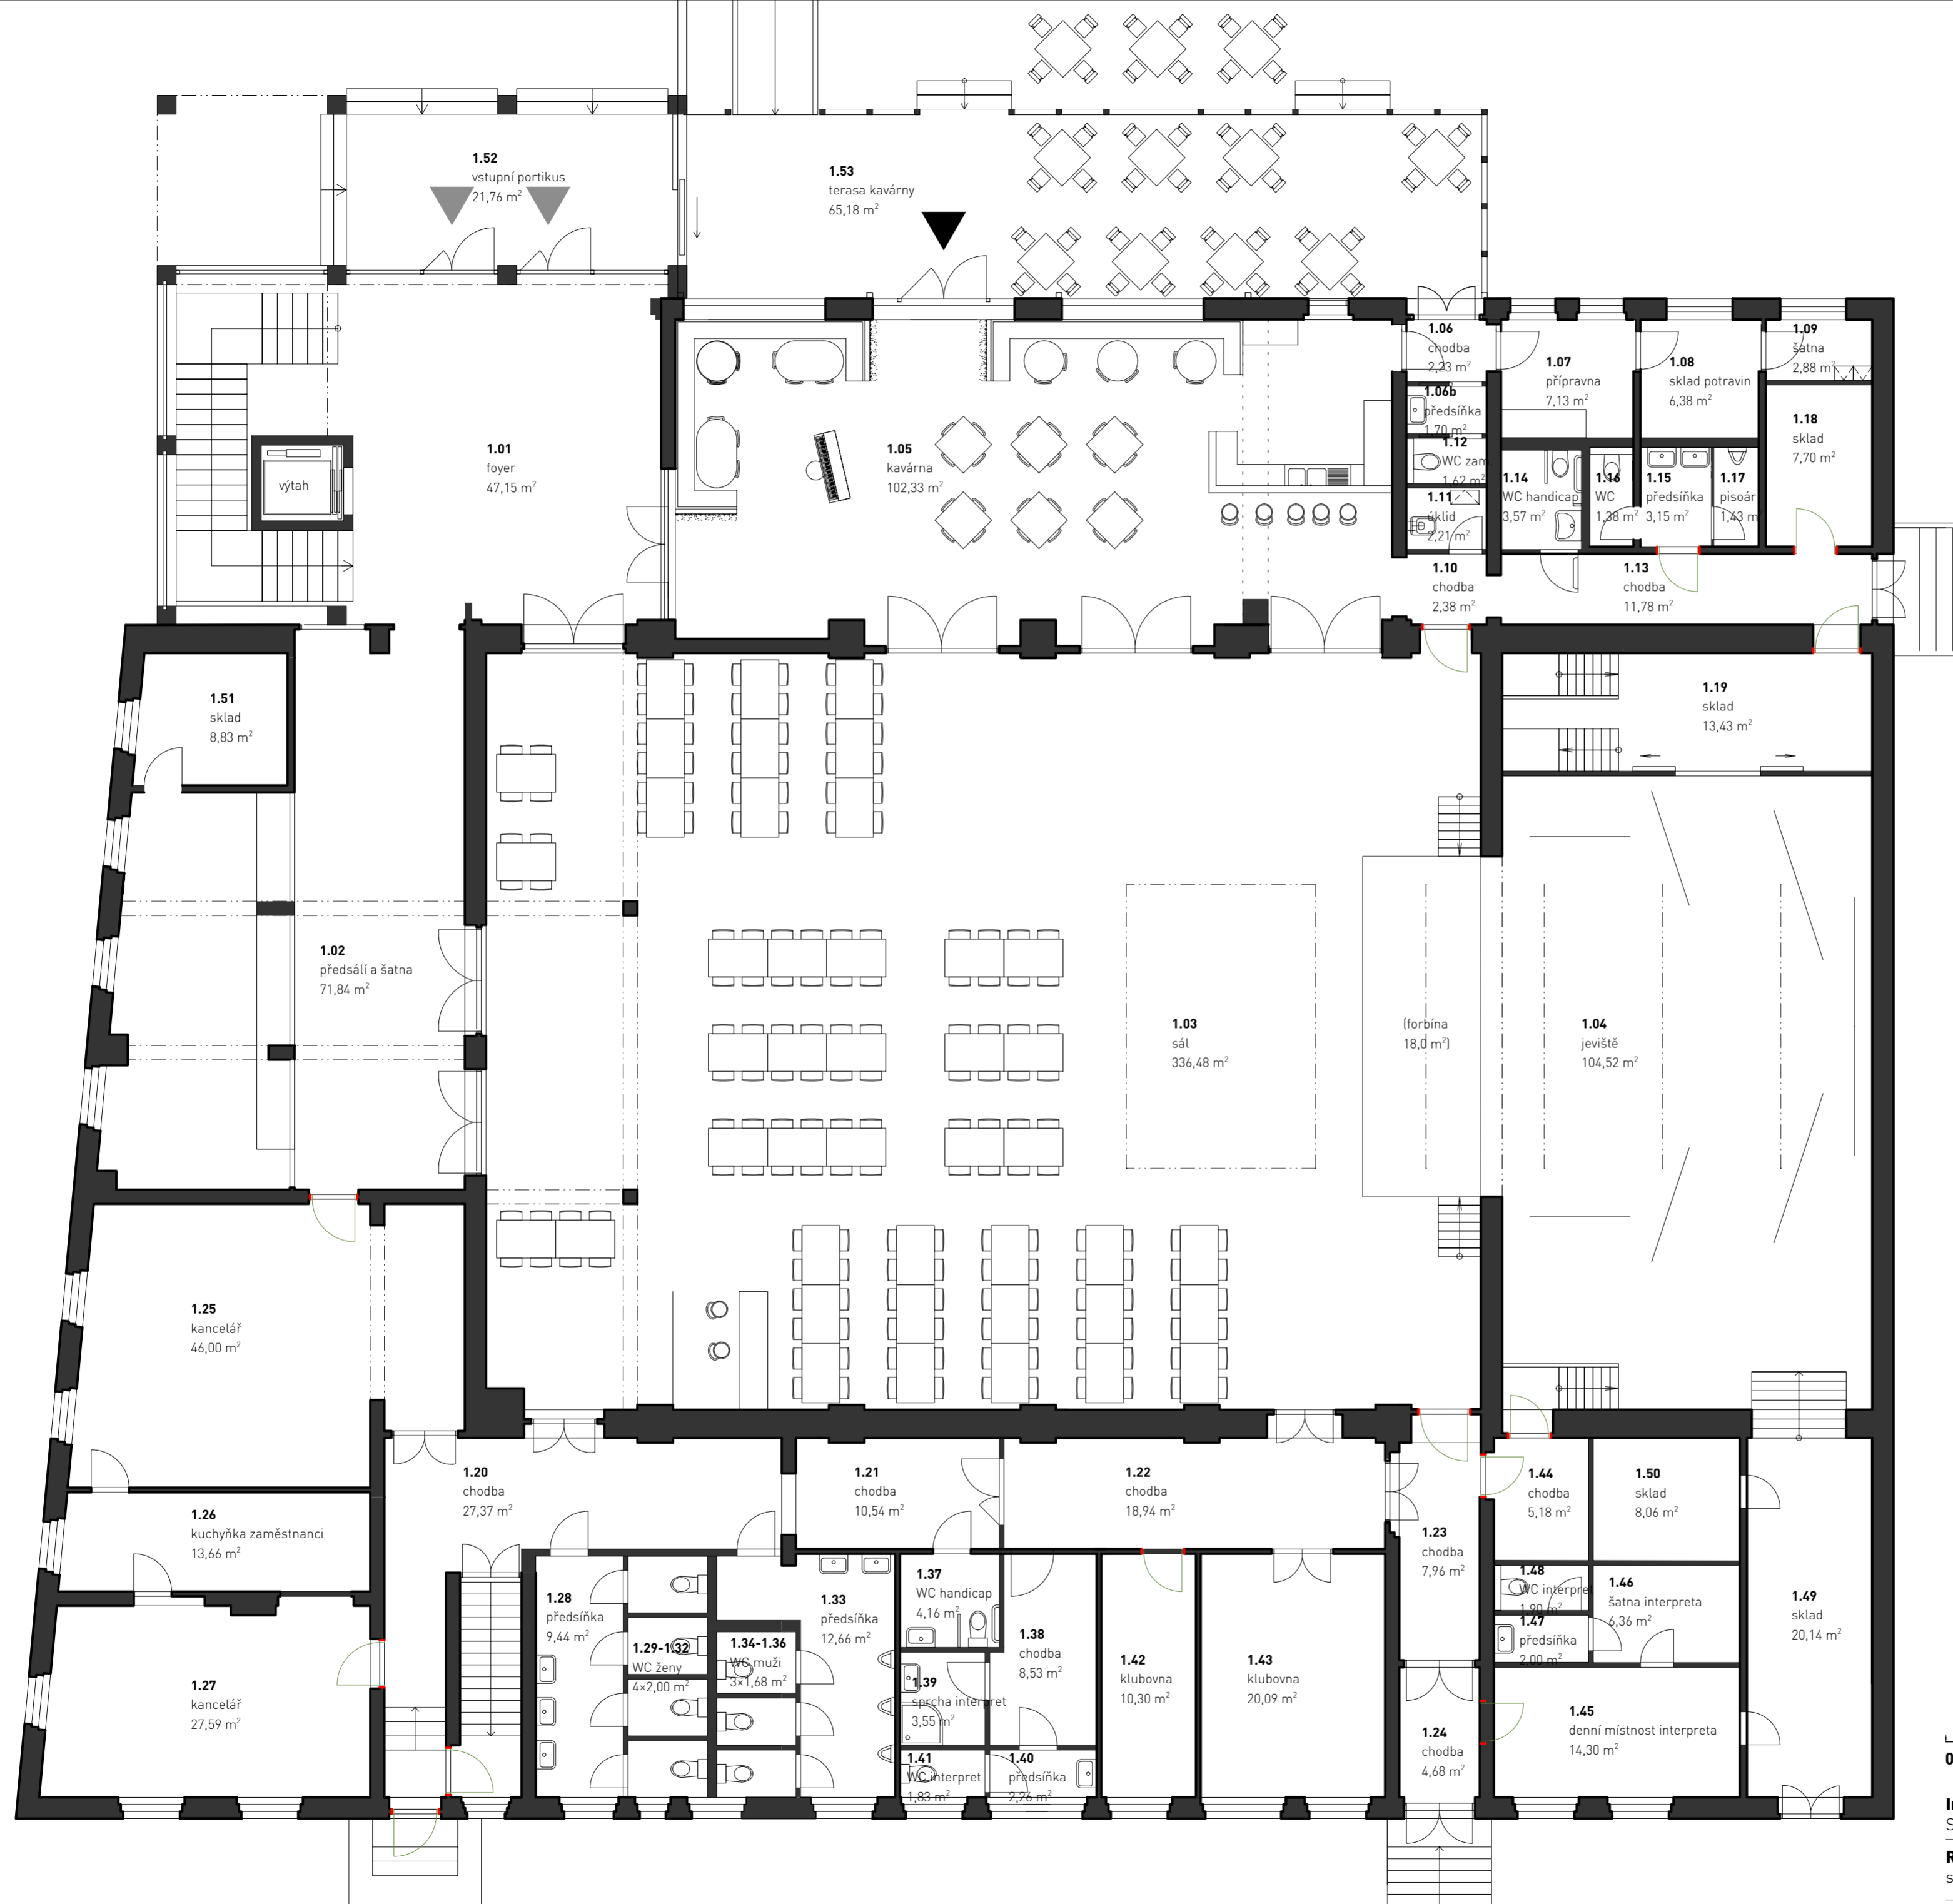 1.52
vstupní portikus
21,76 m²
1.53
terasa kavárny
65,18 m²
1.01
foyer
47,15 m²
výtah
1.05
kavárna
102,33 m²
1.06
chodba
2,23 m²
1.06b
předsíňka
1,70 m²
1.12
WC zam.
1,62 m²
1.11
úklid
2,21 m²
1.10
chodba
2,38 m²
1.07
přípravna
7,13 m²
1.08
sklad potravin
6,38 m²
1.09
šatna
2,88 m²
1.18
sklad
7,70 m²
1.14
WC handicap
3,57 m²
1.16
WC
1,38 m²
1.15
předsíňka
3,15 m²
1.17
pisoár
1,43 m
1.13
chodba
11,78 m²
1.51
sklad
8,83 m²
1.19
sklad
13,43 m²
1.02
předsálí a šatna
71,84 m²
1.03
sál
336,48 m²
(forbína
18,0 m²)
1.04
jeviště
104,52 m²
1.25
kancelář
46,00 m²
1.26
kuchyňka zaměstnanci
13,66 m²
1.27
kancelář
27,59 m²
1.20
chodba
27,37 m²
1.21
chodba
10,54 m²
1.22
chodba
18,94 m²
1.23
chodba
7,96 m²
1.24
chodba
4,68 m²
1.28
předsíňka
9,44 m²
1.29-1.32
WC ženy
4×2,00 m²
1.34-1.36
WC muži
3×1,68 m²
1.33
předsíňka
12,66 m²
1.37
WC handicap
4,16 m²
1.38
chodba
8,53 m²
1.39
sprcha interpret
3,55 m²
1.41
WC interpret
1,83 m²
1.40
předsíňka
2,26 m²
1.42
klubovna
10,30 m²
1.43
klubovna
20,09 m²
1.44
chodba
5,18 m²
1.50
sklad
8,06 m²
1.48
WC interpret
1,90 m²
1.47
předsíňka
2,00 m²
1.46
šatna interpreta
6,36 m²
1.45
denní místnost interpreta
14,30 m²
1.49
sklad
20,14 m²
0